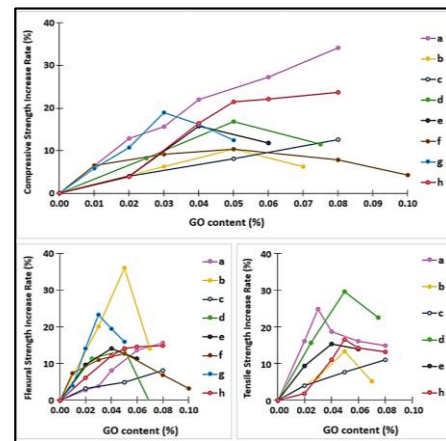 Compressive Strength Increase Rate (%)
40
30
20
10
0
0.00 0.01 0.02 0.03 0.04 0.05 0.06 0.07 0.08 0.09 0.10
GO content (%)
a
b
c
d
e
f
g
h
Flexural Strength Increase Rate (%)
40
30
20
10
0
0.00 0.02 0.04 0.06 0.08 0.10
GO content (%)
a
b
c
d
e
f
g
h
Tensile Strength Increase Rate (%)
40
30
20
10
0
0.00 0.02 0.04 0.06 0.08 0.10
GO content (%)
a
b
c
d
e
h